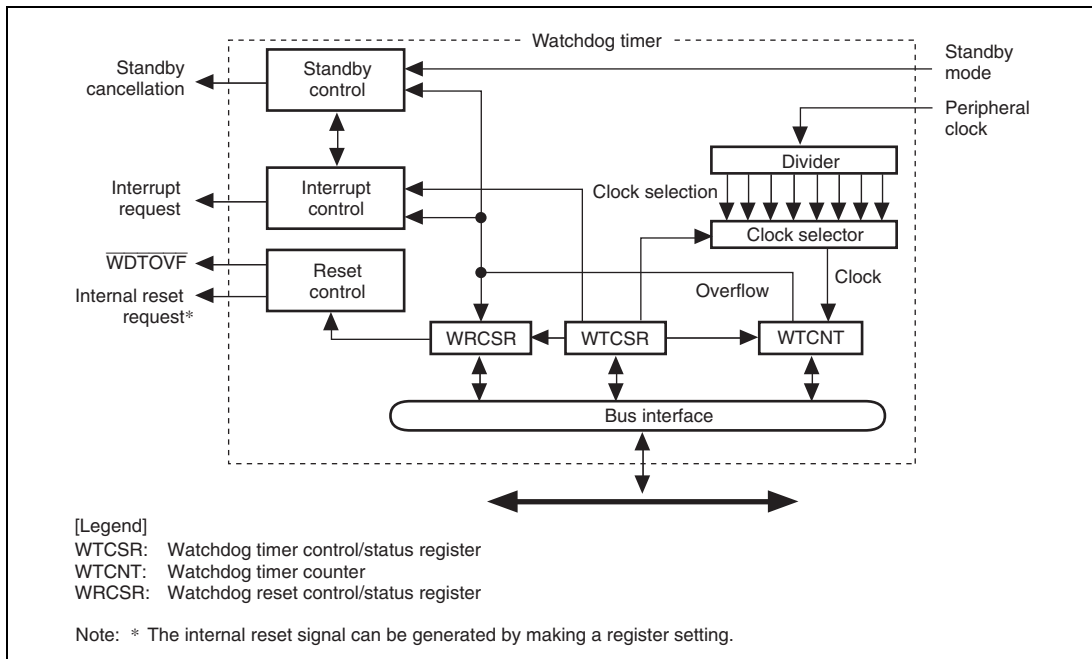 Watchdog timer
Standby
cancellation
Standby
control
Standby
mode
Peripheral
clock
Divider
Interrupt
request
Interrupt
control
Clock selection
Clock selector
WDTOVF
Internal reset
request*
Reset
control
Overflow
Clock
WRCSR
WTCSR
WTCNT
Bus interface
[Legend]
WTCSR: Watchdog timer control/status register
WTCNT: Watchdog timer counter
WRCSR: Watchdog reset control/status register
Note: * The internal reset signal can be generated by making a register setting.